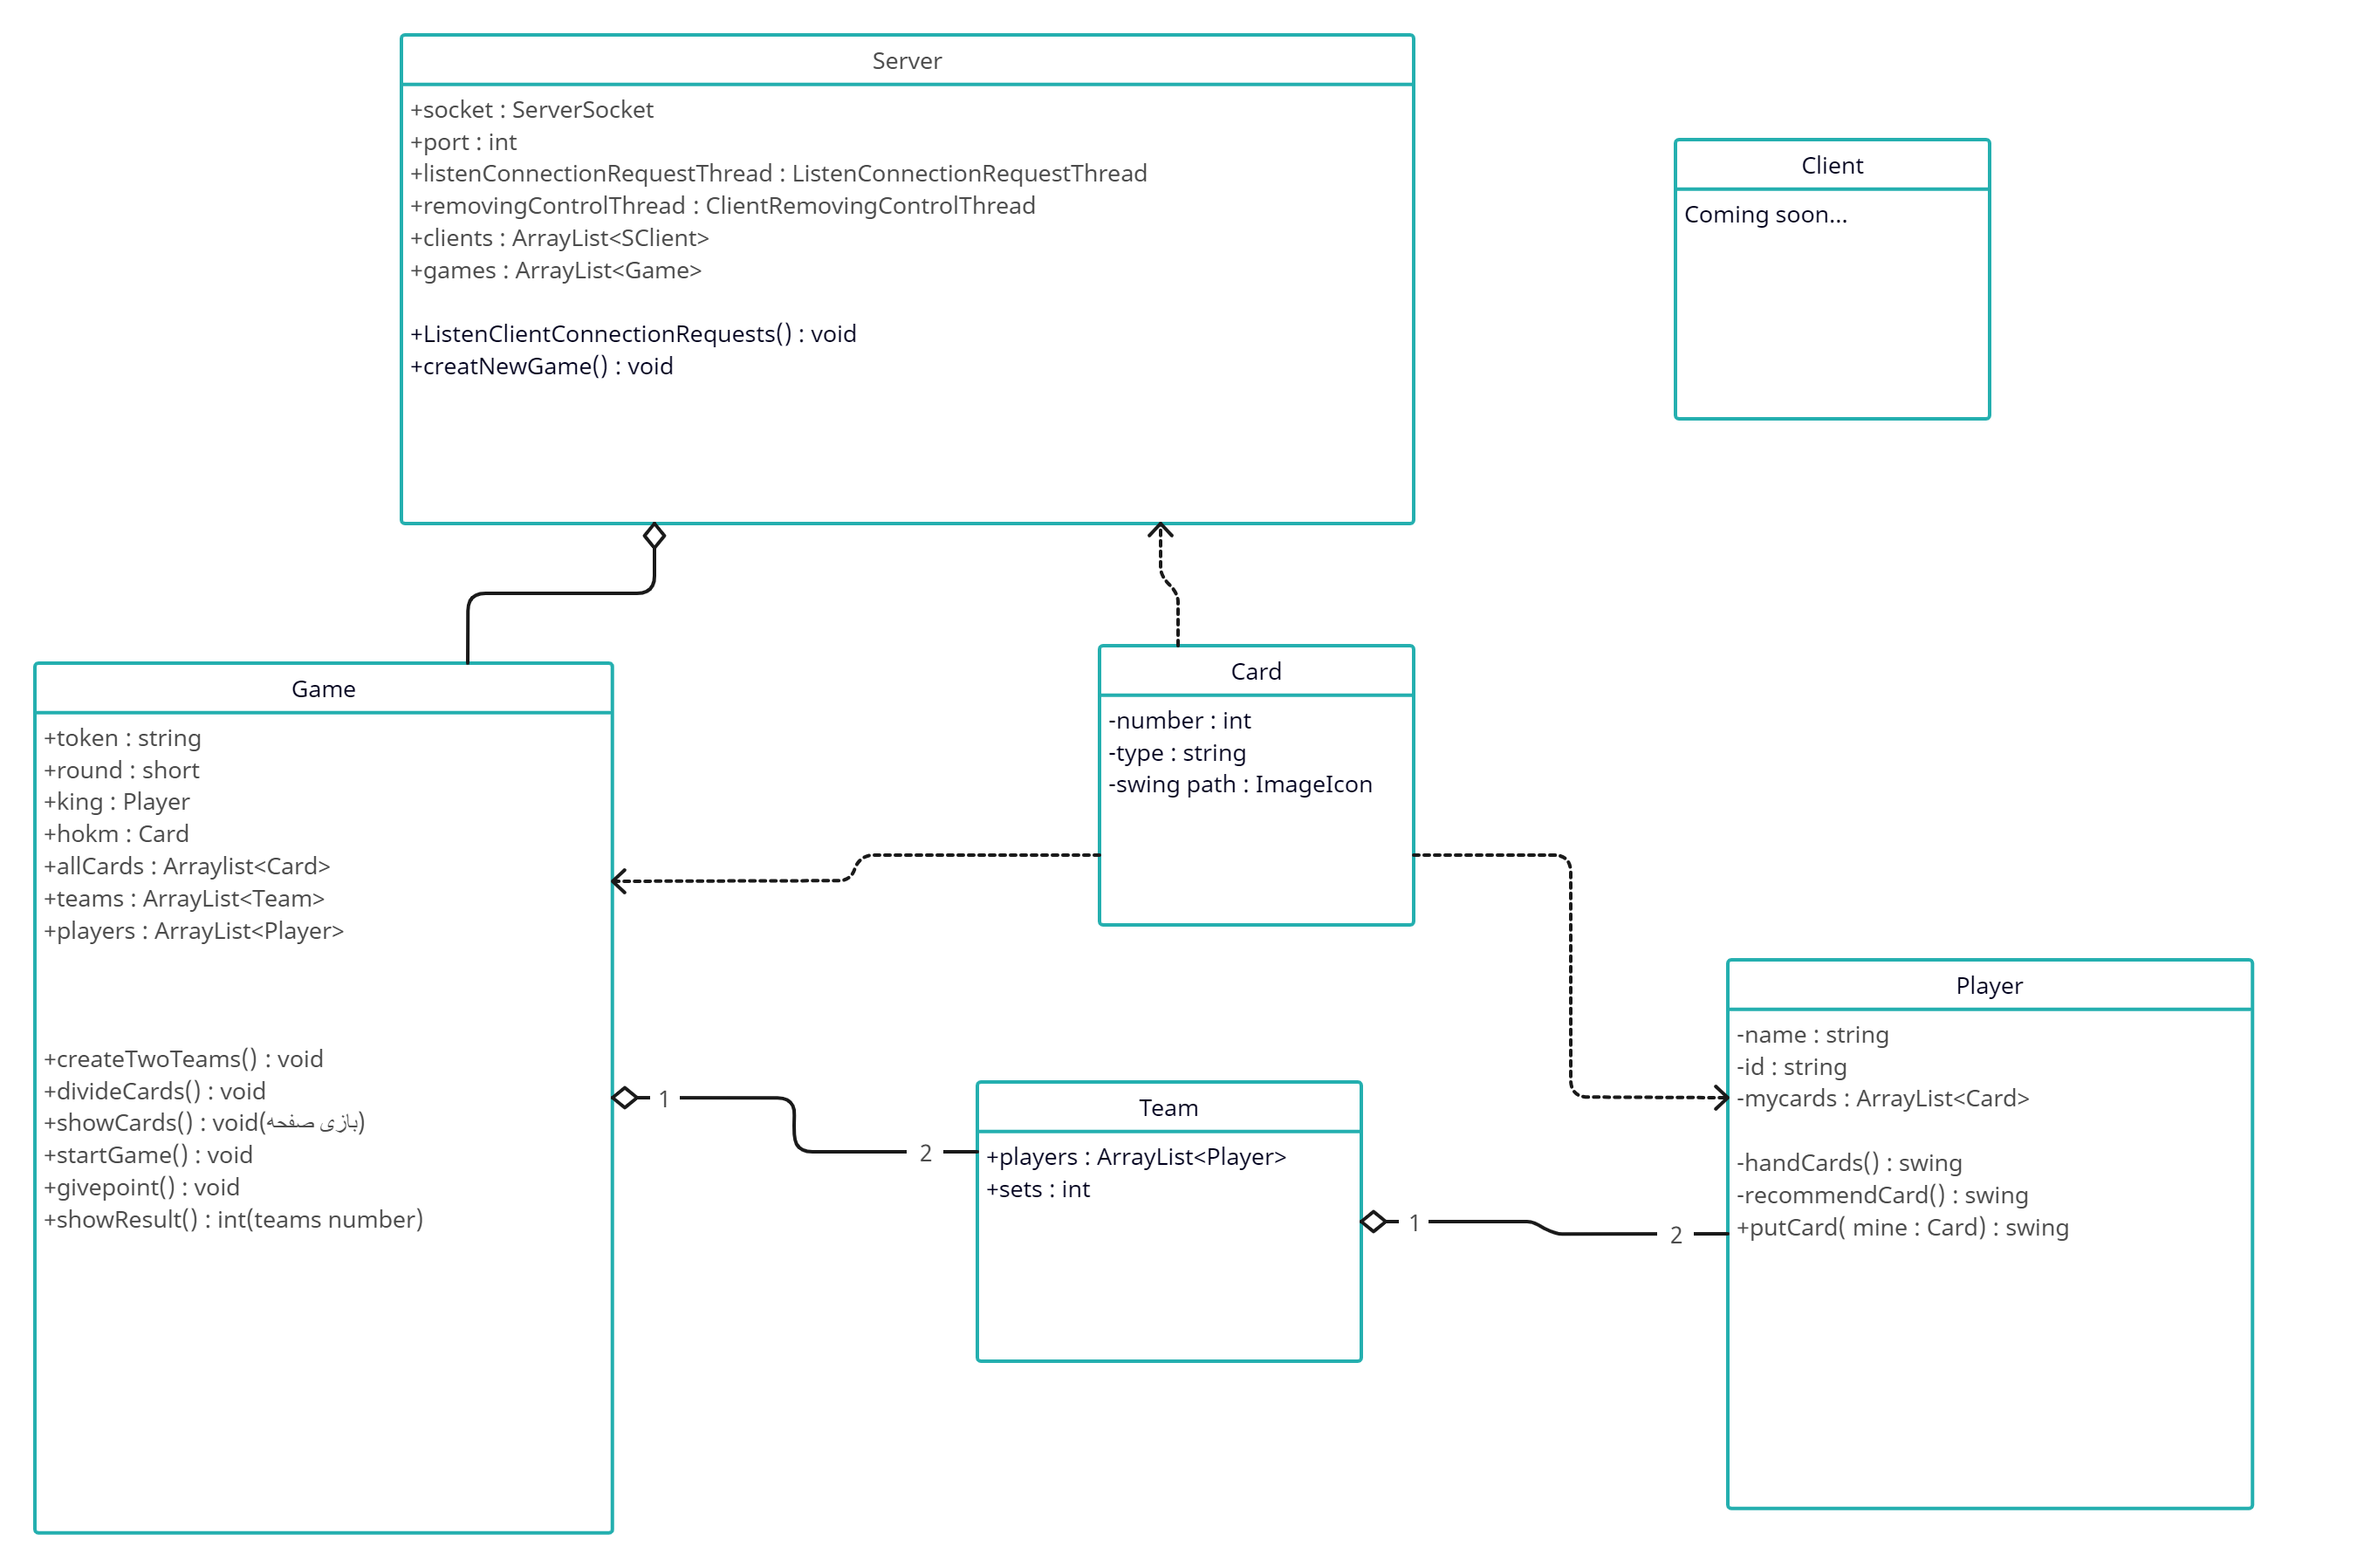 Server
+socket : ServerSocket
+port : int
+listenConnectionRequestThread : ListenConnectionRequestThread
+removingControlThread : ClientRemovingControlThread
+clients : ArrayList<SClient>
+games : ArrayList<Game>
+ListenClientConnectionRequests() : void
+creatNewGame() : void
Client
Coming soon...
Game
+token : string
+round : short
+king : Player
+hokm : Card
+allCards : Arraylist<Card>
+teams : ArrayList<Team>
+players : ArrayList<Player>
+createTwoTeams() : void
+divideCards() : void
+showCards() : void(بازی صفحه)
+startGame() : void
+givepoint() : void
+showResult() : int(teams number)
Card
-number : int
-type : string
-swing path : ImageIcon
1
2
Team
+players : ArrayList<Player>
+sets : int
1
2
Player
-name : string
-id : string
-mycards : ArrayList<Card>
-handCards() : swing
-recommendCard() : swing
+putCard( mine : Card) : swing